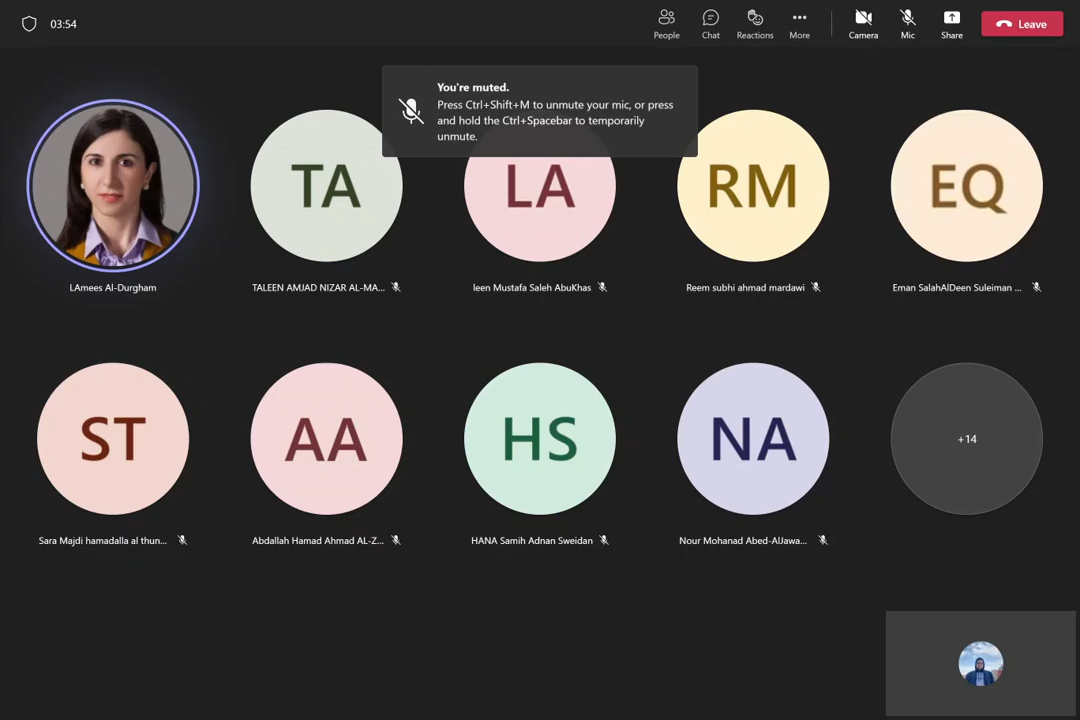 03:54
People
Chat
Reactions
More
Camera
Mic
Share
Leave
You're muted.
Press Ctrl+Shift+M to unmute your mic, or press
and hold the Ctrl+Spacebar to temporarily
unmute.
TA
LA
RM
EQ
LAmees Al-Durgham
TALEEN AMJAD NIZAR AL-MA...
leen Mustafa Saleh AbuKhas
Reem subhi ahmad mardawi
Eman SalahAlDeen Suleiman ...
ST
AA
HS
NA
+14
Sara Majdi hamadalla al thun...
Abdallah Hamad Ahmad AL-Z...
HANA Samih Adnan Sweidan
Nour Mohanad Abed-AlJawa...